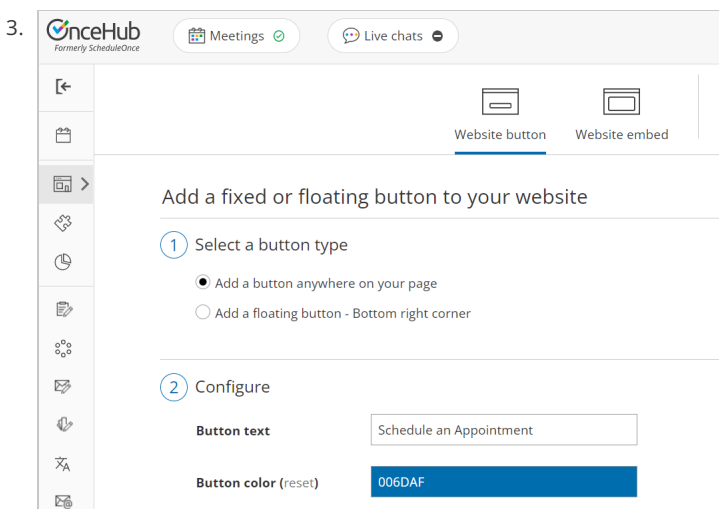 3.
OnceHub
Formerly ScheduleOnce
Meetings
Live chats
Website button
Website embed
Add a fixed or floating button to your website
1 Select a button type
Add a button anywhere on your page
Add a floating button - Bottom right corner
2 Configure
Button text
Schedule an Appointment
Button color (reset)
006DAF